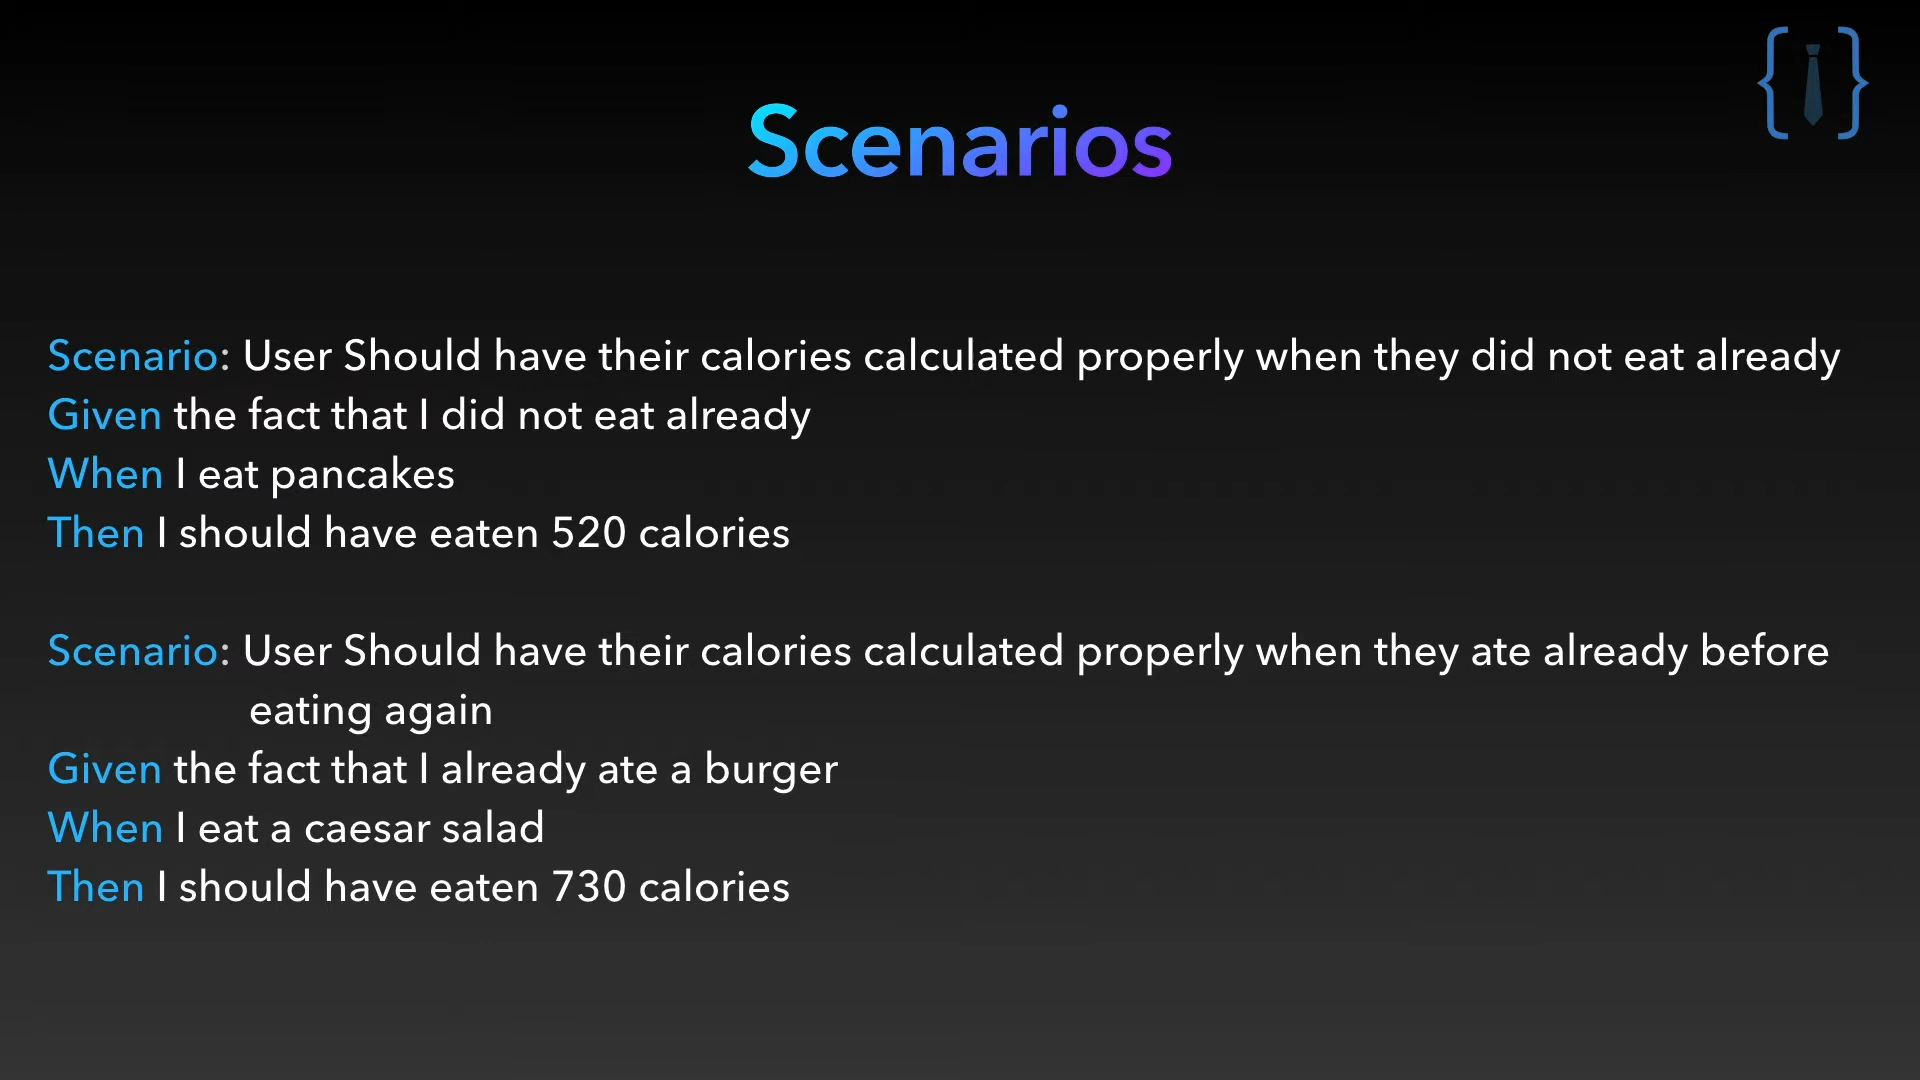 Scenarios
Scenario: User Should have their calories calculated properly when they did not eat already
Given the fact that I did not eat already
When I eat pancakes
Then I should have eaten 520 calories
Scenario: User Should have their calories calculated properly when they ate already before
eating again
Given the fact that I already ate a burger
When I eat a caesar salad
Then I should have eaten 730 calories